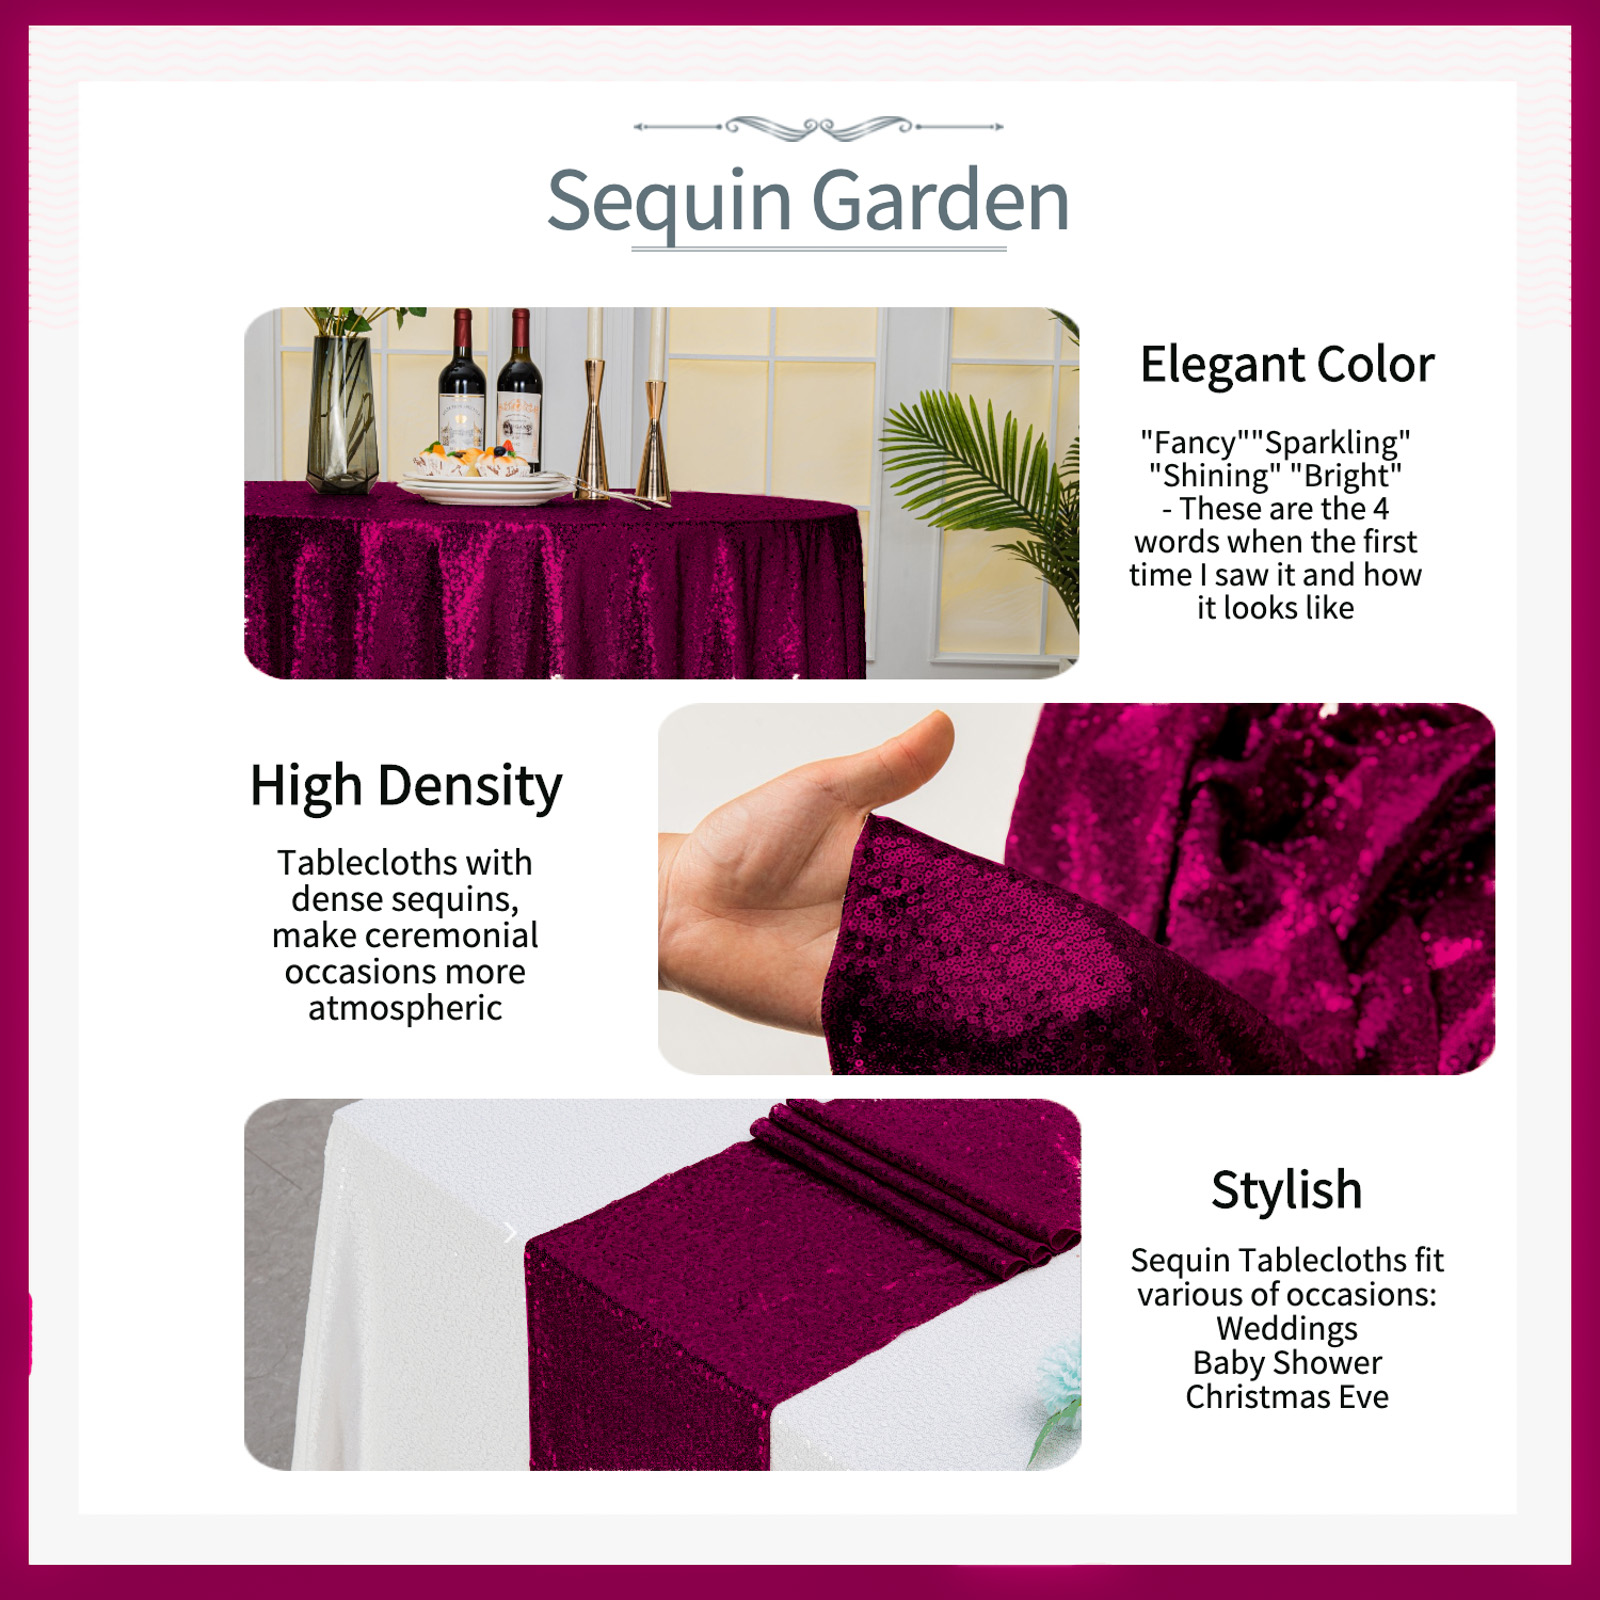 Sequin Garden
Elegant Color
"Fancy""Sparkling"
"Shining" "Bright"
- These are the 4
words when the first
time I saw it and how
it looks like
High Density
Tablecloths with
dense sequins,
make ceremonial
occasions more
atmospheric
Stylish
Sequin Tablecloths fit
various of occasions:
Weddings
Baby Shower
Christmas Eve